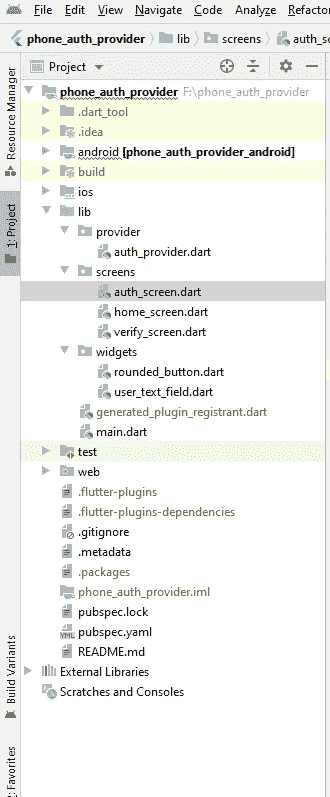 File Edit View Navigate Code Analyze Refactor
phone_auth_provider lib screens auth_sc
Project
phone_auth_provider F:\phone_auth_provider
.dart_tool
.idea
android [phone_auth_provider_android]
build
ios
lib
provider
auth_provider.dart
screens
auth_screen.dart
home_screen.dart
verify_screen.dart
widgets
rounded_button.dart
user_text_field.dart
generated_plugin_registrant.dart
main.dart
test
web
.flutter-plugins
.flutter-plugins-dependencies
.gitignore
.metadata
.packages
phone_auth_provider.iml
pubspec.lock
YML pubspec.yaml
README.md
External Libraries
Scratches and Consoles
Resource Manager
1: Project
Build Variants
Favorites